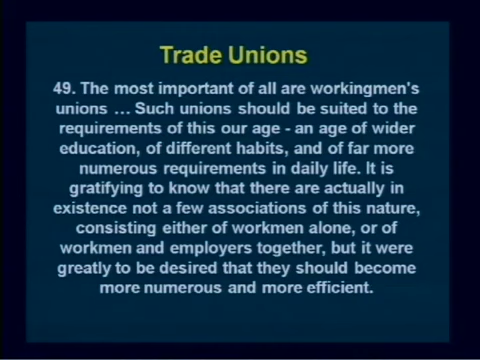 Trade Unions
49. The most important of all are workingmen's
unions ... Such unions should be suited to the
requirements of this our age - an age of wider
education, of different habits, and of far more
numerous requirements in daily life. It is
gratifying to know that there are actually in
existence not a few associations of this nature,
consisting either of workmen alone, or of
workmen and employers together, but it were
greatly to be desired that they should become
more numerous and more efficient.